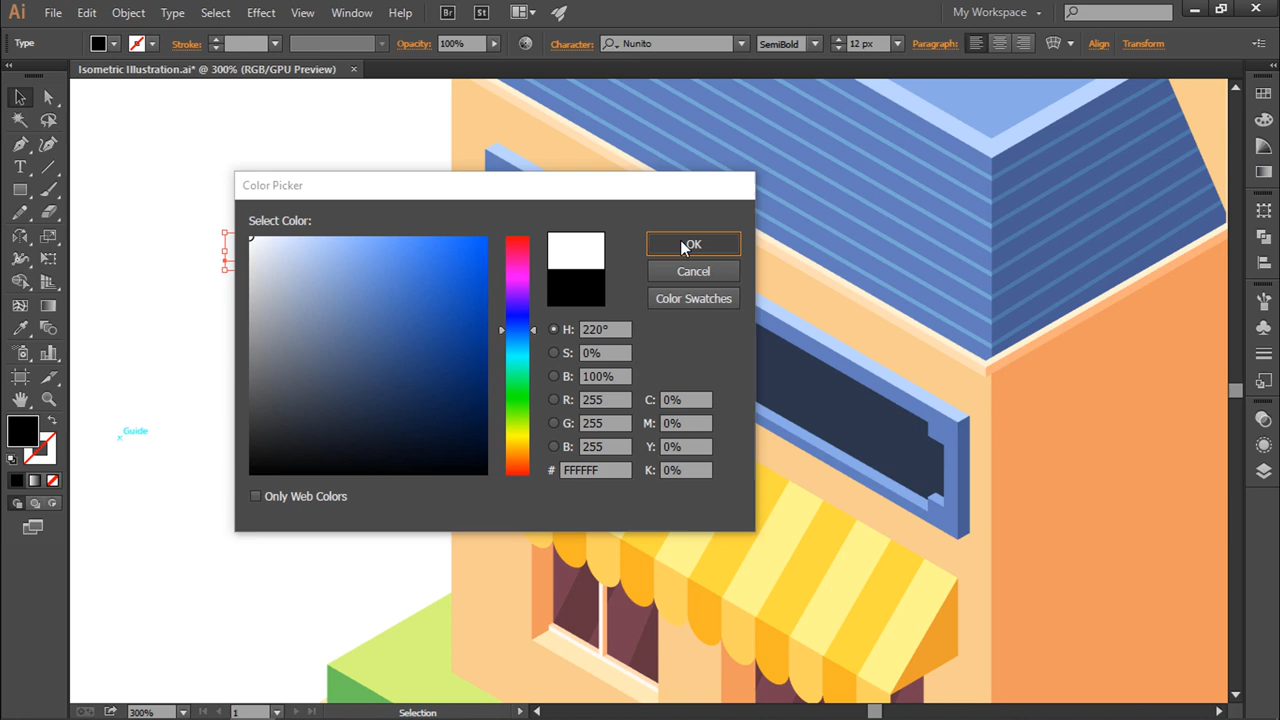 Ai File Edit Object Type Select Effect View Window Help Br St My Workspace
Type Stroke: Opacity: 100% Character: Nunito SemiBold 12 px Paragraph: Align Transform
Isometric Illustration.ai* @ 300% (RGB/GPU Preview) ×
Color Picker
Select Color:
OK
Cancel
Color Swatches
H: 220°
S: 0%
B: 100%
R: 255 C: 0%
G: 255 M: 0%
Guide
B: 255 Y: 0%
# FFFFFF K: 0%
Only Web Colors
300% 1 Selection